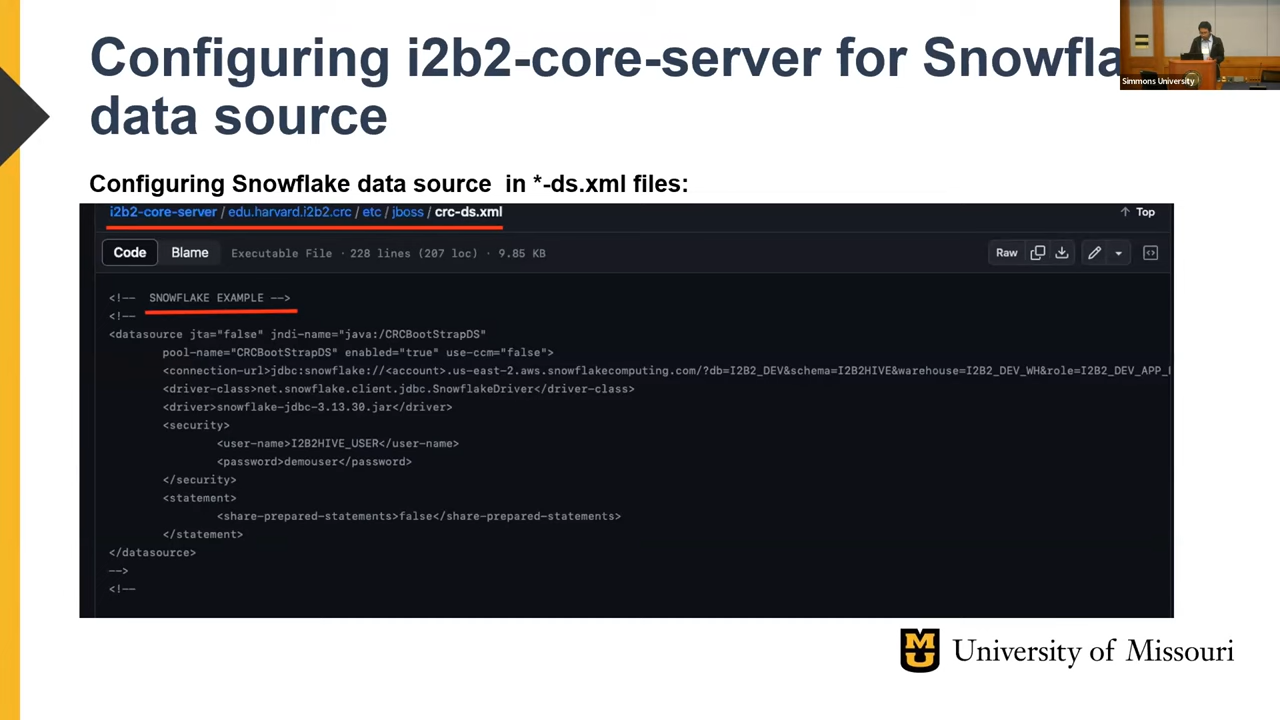 Configuring i2b2-core-server for Snowfla
data source
Simmons University
Configuring Snowflake data source in *-ds.xml files:
i2b2-core-server / edu.harvard.i2b2.crc / etc / jboss / crc-ds.xml
↑ Top
Code Blame Executable File · 228 lines (207 loc) · 9.85 KB
Raw
<!-- SNOWFLAKE EXAMPLE -->
<!--
<datasource jta="false" jndi-name="java:/CRCBootStrapDS"
pool-name="CRCBootStrapDS" enabled="true" use-ccm="false">
<connection-url>jdbc:snowflake://<account>.us-east-2.aws.snowflakecomputing.com/?db=I2B2_DEV&schema=I2B2HIVE&warehouse=I2B2_DEV_WH&role=I2B2_DEV_APP_
<driver-class>net.snowflake.client.jdbc.SnowflakeDriver</driver-class>
<driver>snowflake-jdbc-3.13.30.jar</driver>
<security>
<user-name>I2B2HIVE_USER</user-name>
<password>demouser</password>
</security>
<statement>
<share-prepared-statements>false</share-prepared-statements>
</statement>
</datasource>
-->
<!--
MU
University of Missouri